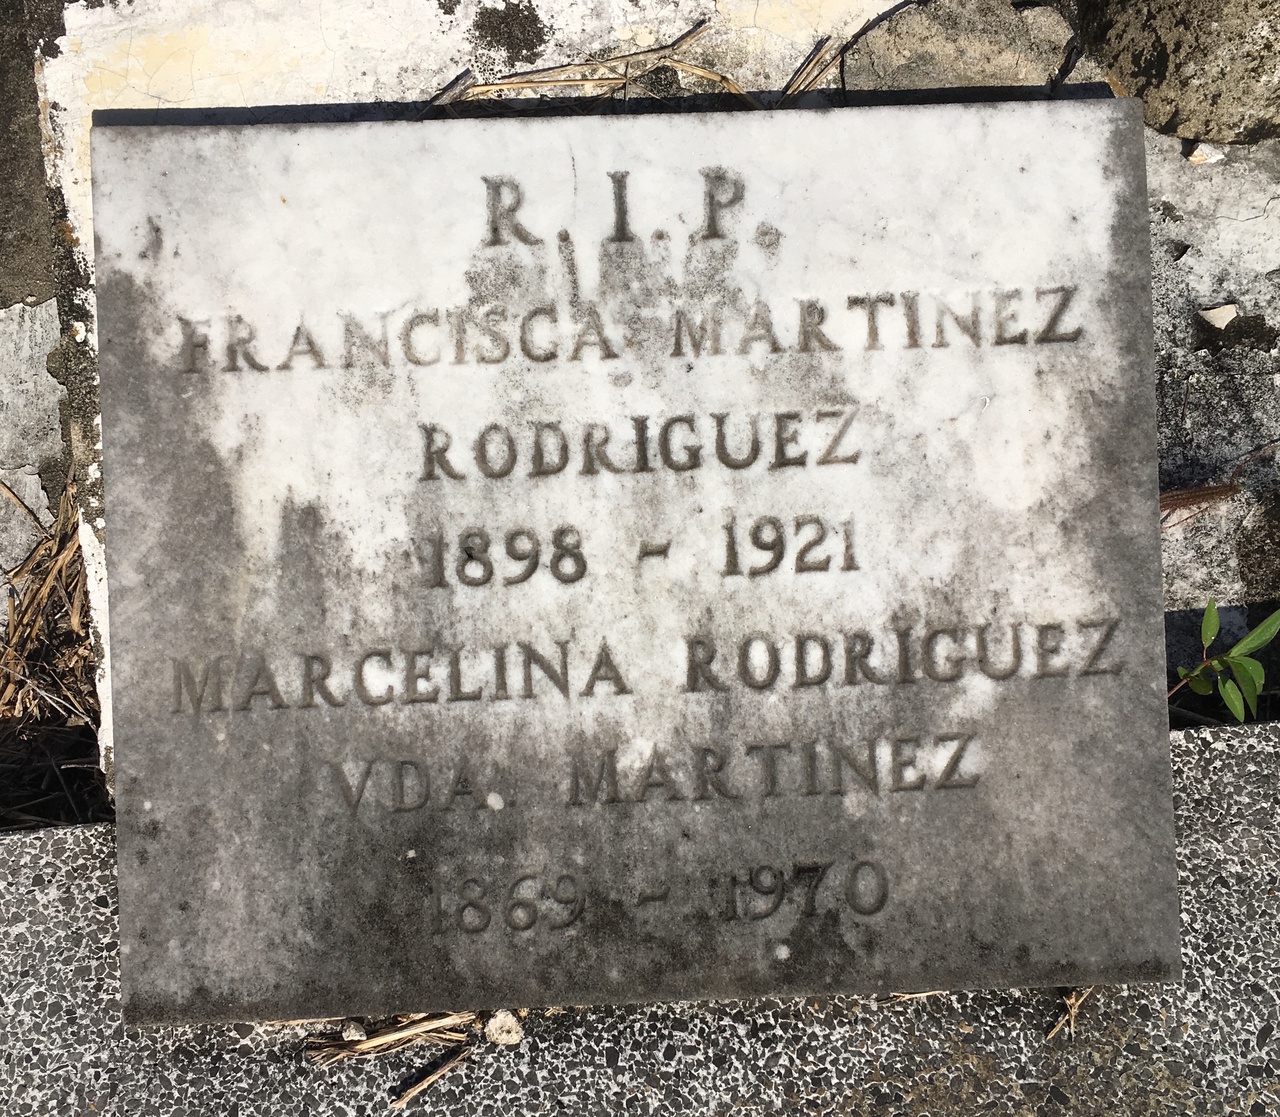 R.I.P.
FRANCISCA MARTINEZ
RODRIGUEZ
1898 - 1921
MARCELINA RODRIGUEZ
VDA. MARTINEZ
1869 - 1970